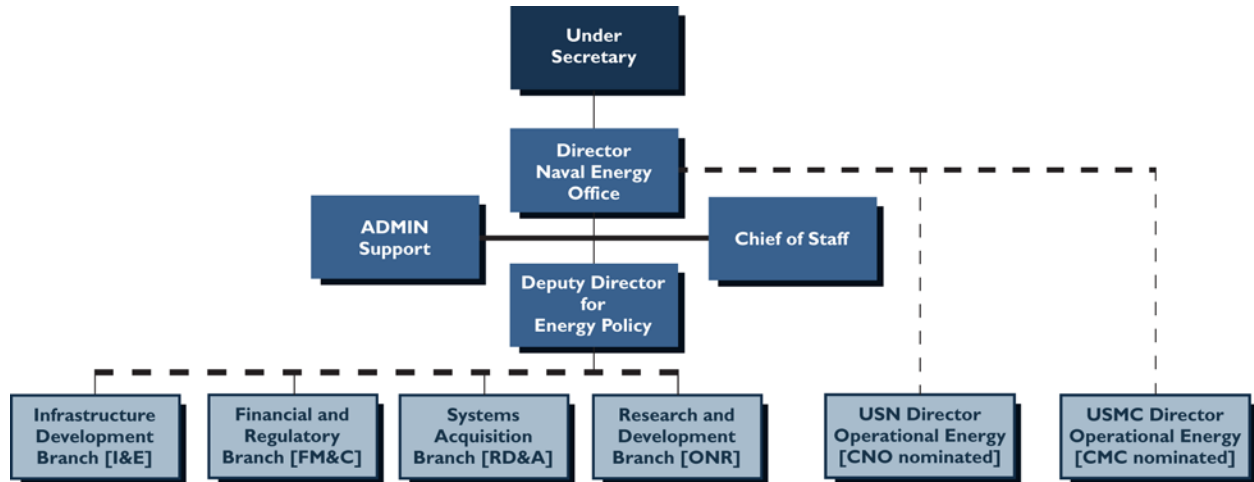 Under
Secretary
Director
Naval Energy
Office
ADMIN
Support
Chief of Staff
Deputy Director
for
Energy Policy
Infrastructure
Development
Branch [I&E]
Financial and
Regulatory
Branch [FM&C]
Systems
Acquisition
Branch [RD&A]
Research and
Development
Branch [ONR]
USN Director
Operational Energy
[CNO nominated]
USMC Director
Operational Energy
[CMC nominated]